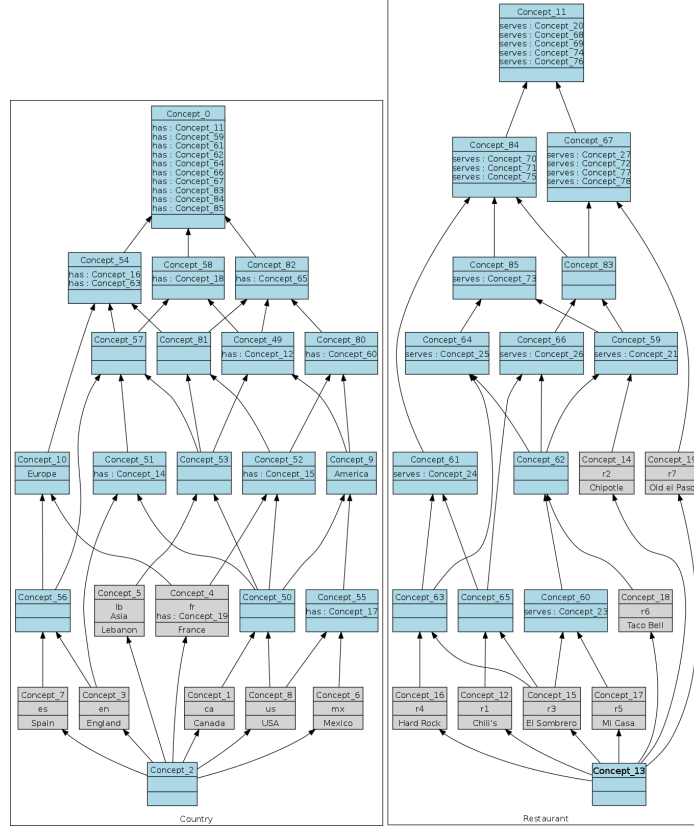 Concept_11
serves : Concept_20
serves : Concept_68
serves : Concept_69
serves : Concept_74
serves : Concept_76
Concept_84
serves : Concept_70
serves : Concept_71
serves : Concept_75
Concept_67
serves : Concept_27
serves : Concept_72
serves : Concept_77
serves : Concept_78
Concept_85
serves : Concept_73
Concept_83
Concept_64
serves : Concept_25
Concept_66
serves : Concept_26
Concept_59
serves : Concept_21
Concept_61
serves : Concept_24
Concept_62
Concept_14
r2
Chipotle
Concept_19
r7
Old el Paso
Concept_63
Concept_65
Concept_60
serves : Concept_23
Concept_18
r6
Taco Bell
Concept_16
r4
Hard Rock
Concept_12
r1
Chili's
Concept_15
r3
El Sombrero
Concept_17
r5
Mi Casa
Concept_13
Restaurant
Concept_0
has : Concept_11
has : Concept_59
has : Concept_61
has : Concept_62
has : Concept_64
has : Concept_66
has : Concept_67
has : Concept_83
has : Concept_84
has : Concept_85
Concept_54
has : Concept_16
has : Concept_63
Concept_58
has : Concept_18
Concept_82
has : Concept_65
Concept_57
Concept_81
Concept_49
has : Concept_12
Concept_80
has : Concept_60
Concept_10
Europe
Concept_51
has : Concept_14
Concept_53
Concept_52
has : Concept_15
Concept_9
America
Concept_56
Concept_5
lb
Asia
Lebanon
Concept_4
fr
has : Concept_19
France
Concept_50
Concept_55
has : Concept_17
Concept_7
es
Spain
Concept_3
en
England
Concept_1
ca
Canada
Concept_8
us
USA
Concept_6
mx
Mexico
Concept_2
Country